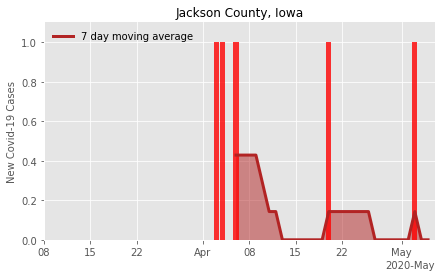 Jackson County, Iowa
7 day moving average
New Covid-19 Cases
1.0
0.8
0.6
0.4
0.2
0.0
08 15 22 Apr 08 15 22 May
2020-May